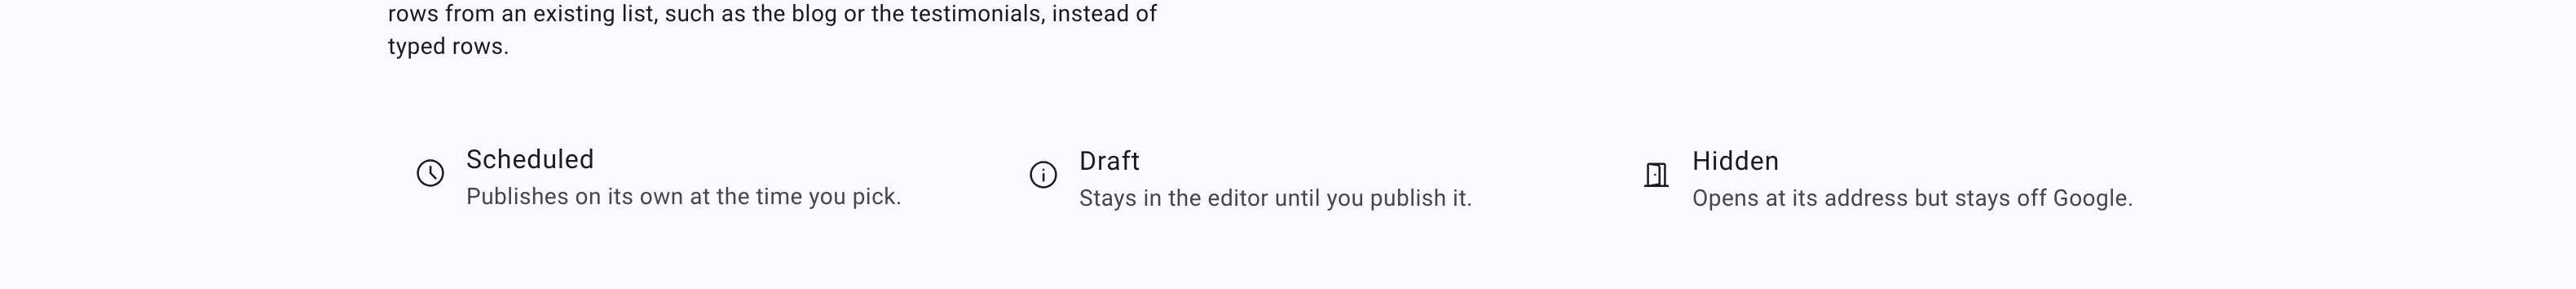 rows from an existing list, such as the blog or the testimonials, instead of
typed rows.
Scheduled
Publishes on its own at the time you pick.
Draft
Stays in the editor until you publish it.
Hidden
Opens at its address but stays off Google.